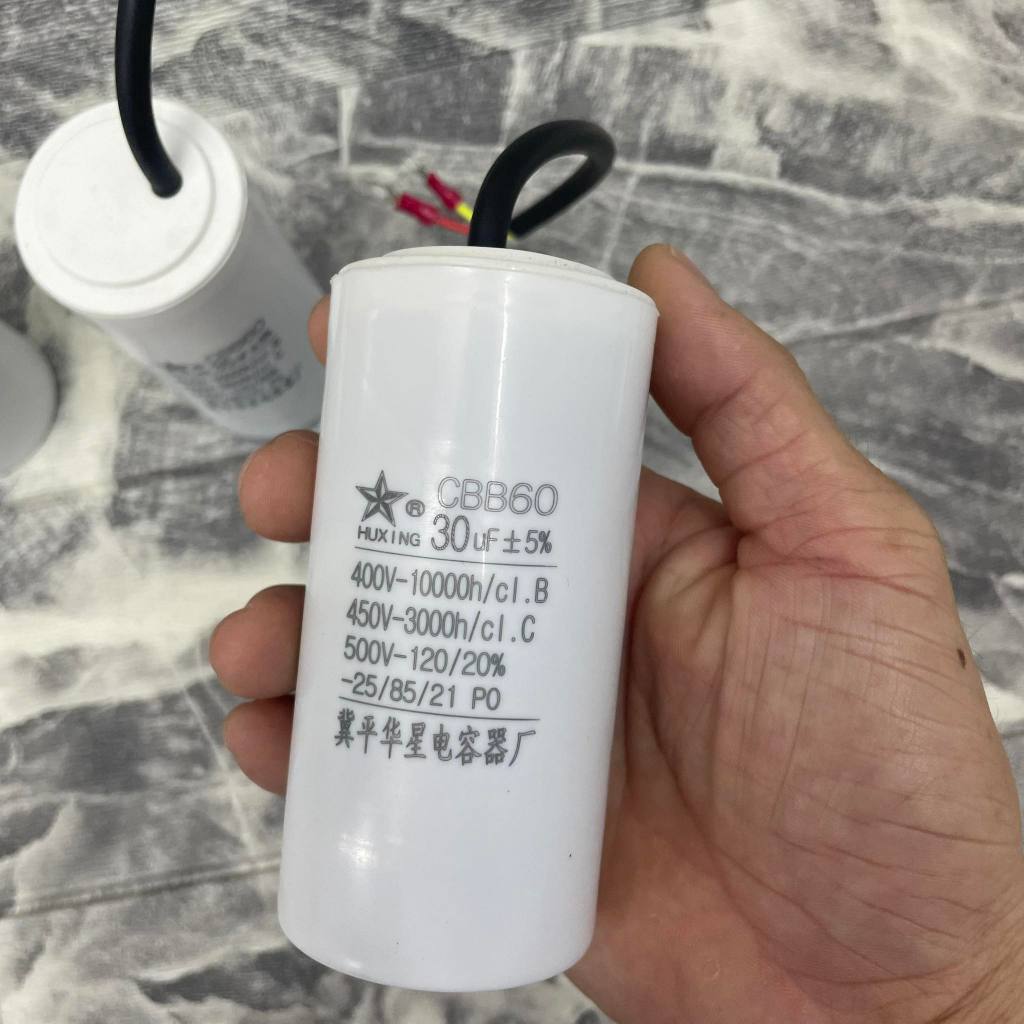 ® CBB60
HUXING 30uF±5%
400V-10000h/cl.B
450V-3000h/cl.C
500V-120/20%
-25/85/21 P0
冀平华星电容器厂